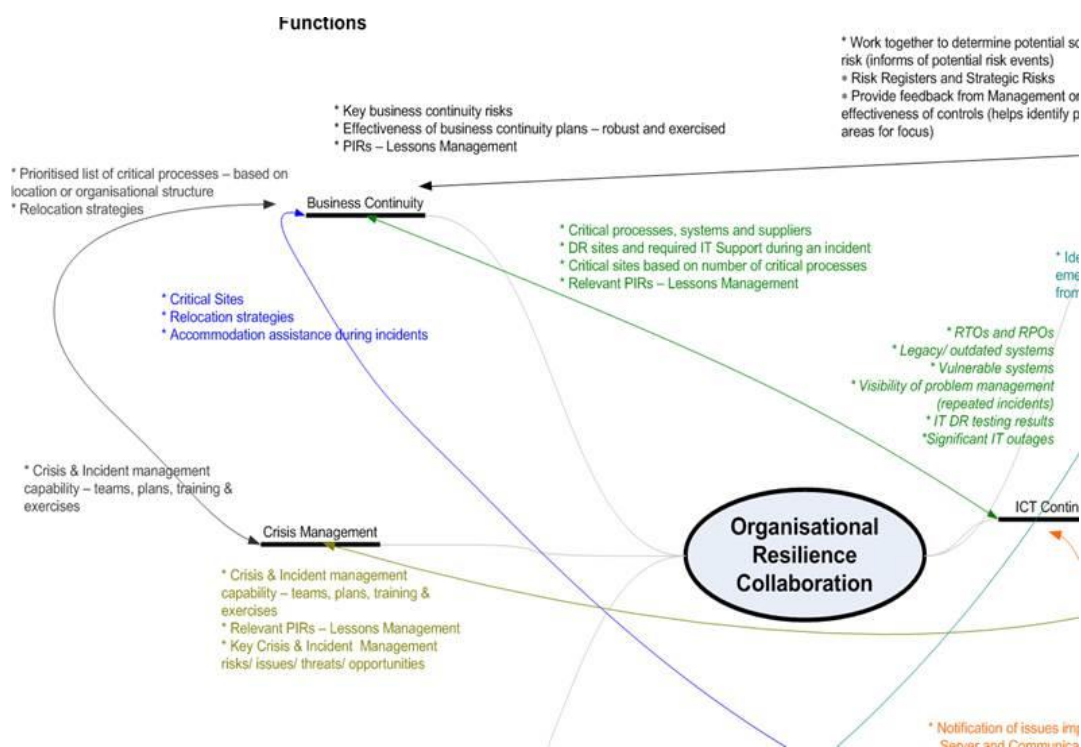 Functions
* Work together to determine potential
risk (informs of potential risk events)
* Risk Registers and Strategic Risks
* Provide feedback from Management
effectiveness of controls (helps identify
areas for focus)
* Key business continuity risks
* Effectiveness of business continuity plans – robust and exercised
* PIRs – Lessons Management
* Prioritised list of critical processes – based on
location or organisational structure
* Relocation strategies
Business Continuity
* Critical processes, systems and suppliers
* DR sites and required IT Support during an incident
* Critical sites based on number of critical processes
* Relevant PIRs – Lessons Management
from
* Critical Sites
* Relocation strategies
* Accommodation assistance during incidents
* RTOs and RPOs
* Legacy/ outdated systems
* Vulnerable systems
* Visibility of problem management
(repeated incidents)
* IT DR testing results
*Significant IT outages
* Crisis & Incident management
capability – teams, plans, training &
exercises
Crisis Management
Organisational
Resilience
Collaboration
ICT
* Crisis & Incident management
capability – teams, plans, training &
exercises
* Relevant PIRs – Lessons Management
* Key Crisis & Incident Management
risks/ issues/ threats/ opportunities
* Notification of issues
Server and